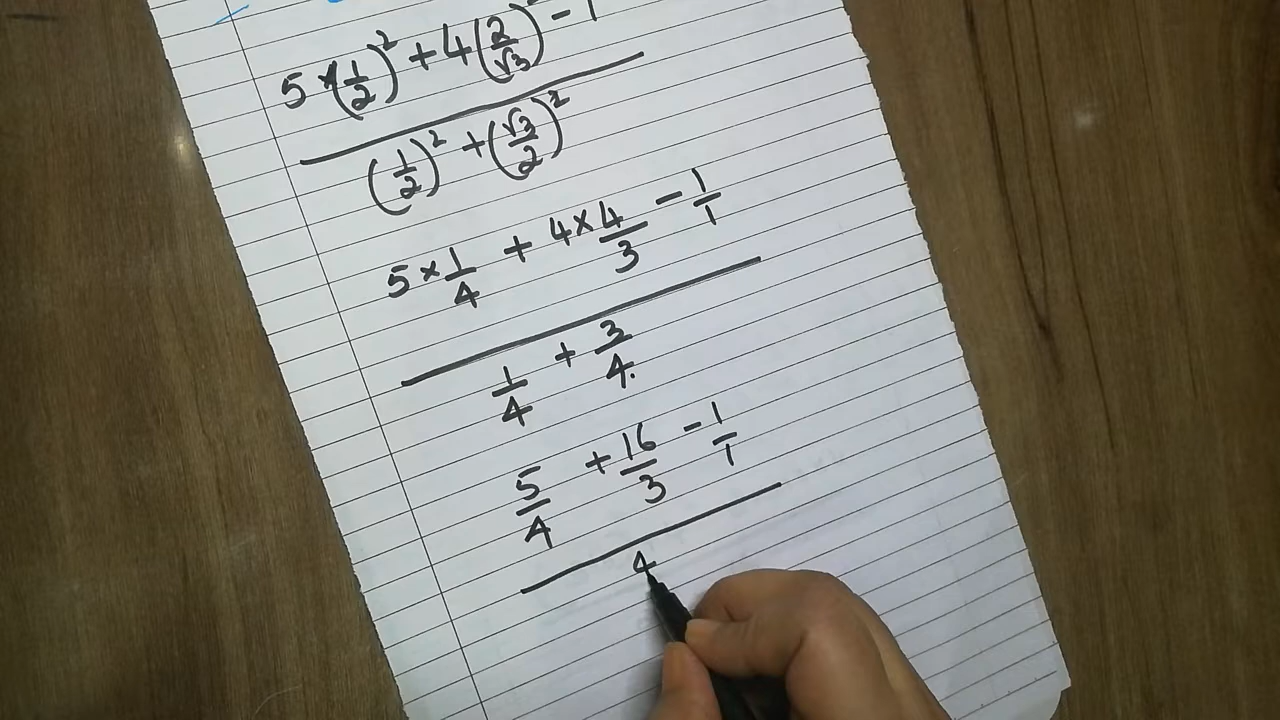 5 × (1/2)² + 4(2/√3)² - 1
(1/2)² + (√3/2)²
5 × 1/4 + 4 × 4/3 - 1/1
1/4 + 3/4.
5/4 + 16/3 - 1/1
4